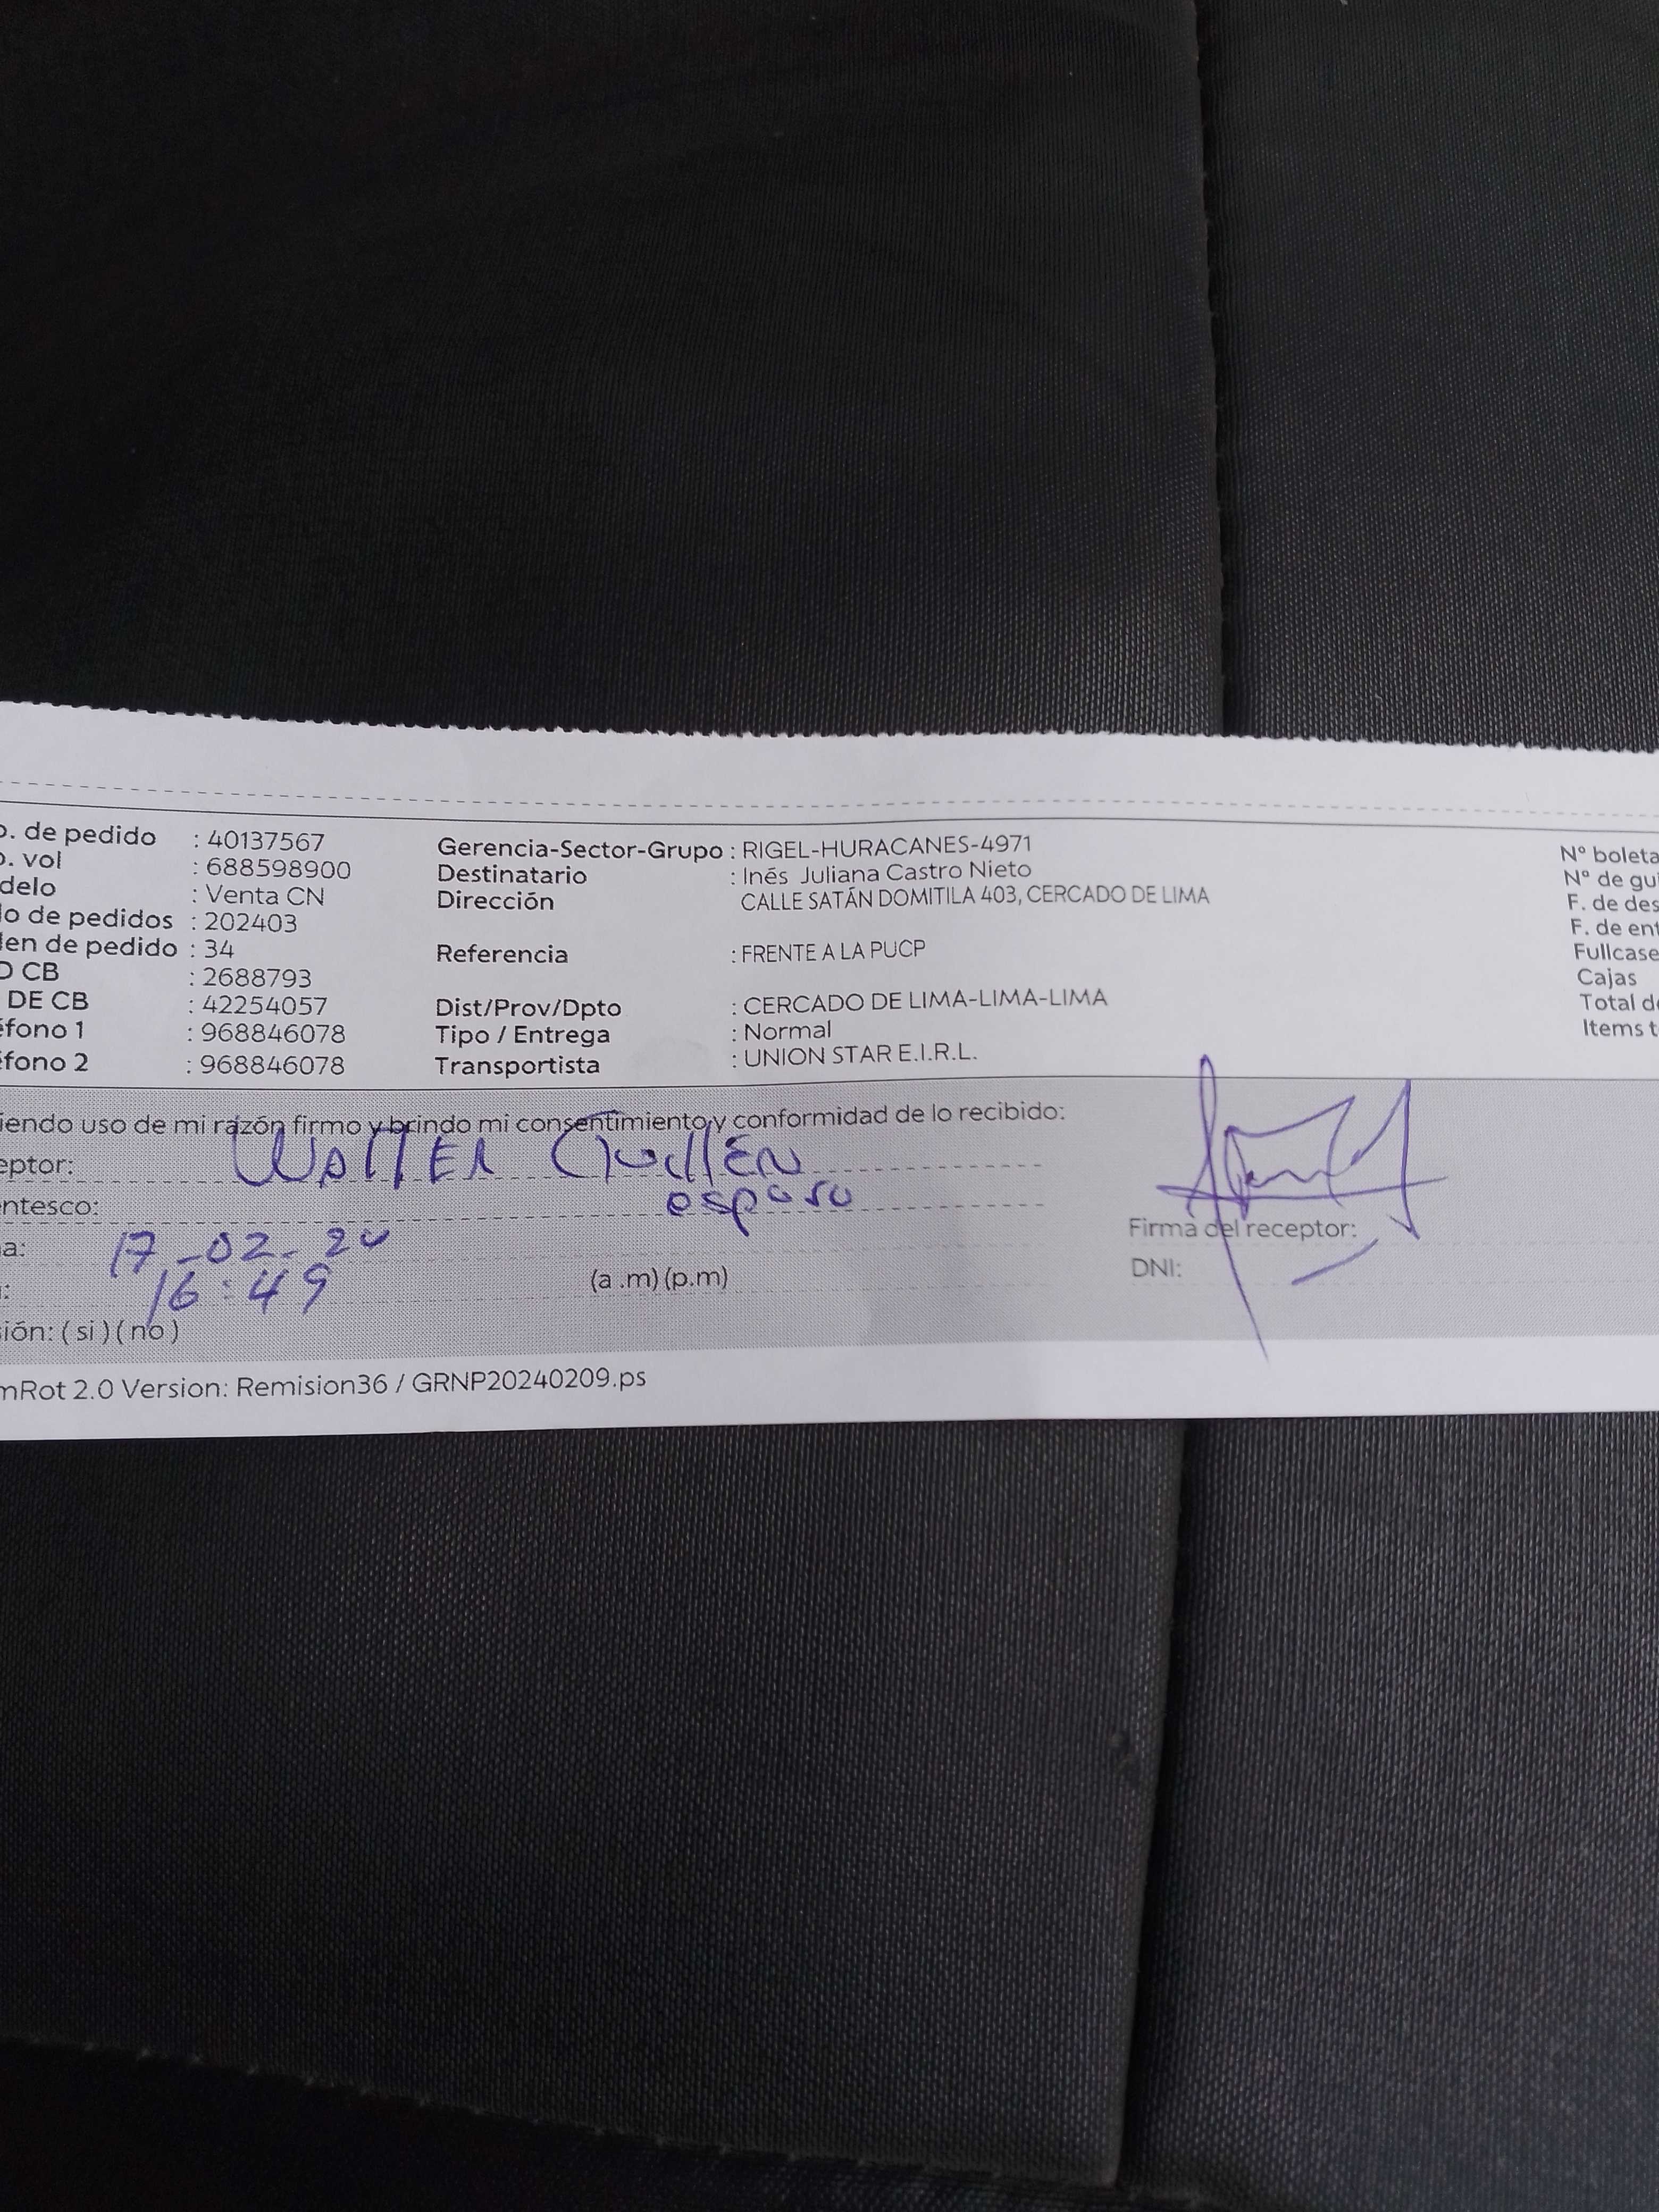 o. de pedido : 40137567
o. vol : 688598900
delo : Venta CN
o de pedidos : 202403
den de pedido : 34
O CB : 2688793
DE CB : 42254057
éfono 1 : 968846078
éfono 2 : 968846078
Gerencia-Sector-Grupo : RIGEL-HURACANES-4971
Destinatario : Inés Juliana Castro Nieto
Dirección CALLE SATÁN DOMITILA 403, CERCADO DE LIMA
Referencia : FRENTE A LA PUCP
Dist/Prov/Dpto : CERCADO DE LIMA-LIMA-LIMA
Tipo / Entrega : Normal
Transportista : UNION STAR E.I.R.L.
N° boleta
N° de gu
F. de des
F. de ent
Fullcase
Cajas
Total de
Items t
iendo uso de mi razón firmo y brindo mi consentimiento y conformidad de lo recibido:
eptor: WALTER GUILLEN
entesco: esposo
a: 17-02-24
: 16:49 (a .m) (p.m)
sión: ( si ) ( no )
Firma del receptor:
DNI:
mRot 2.0 Version: Remision36 / GRNP20240209.ps